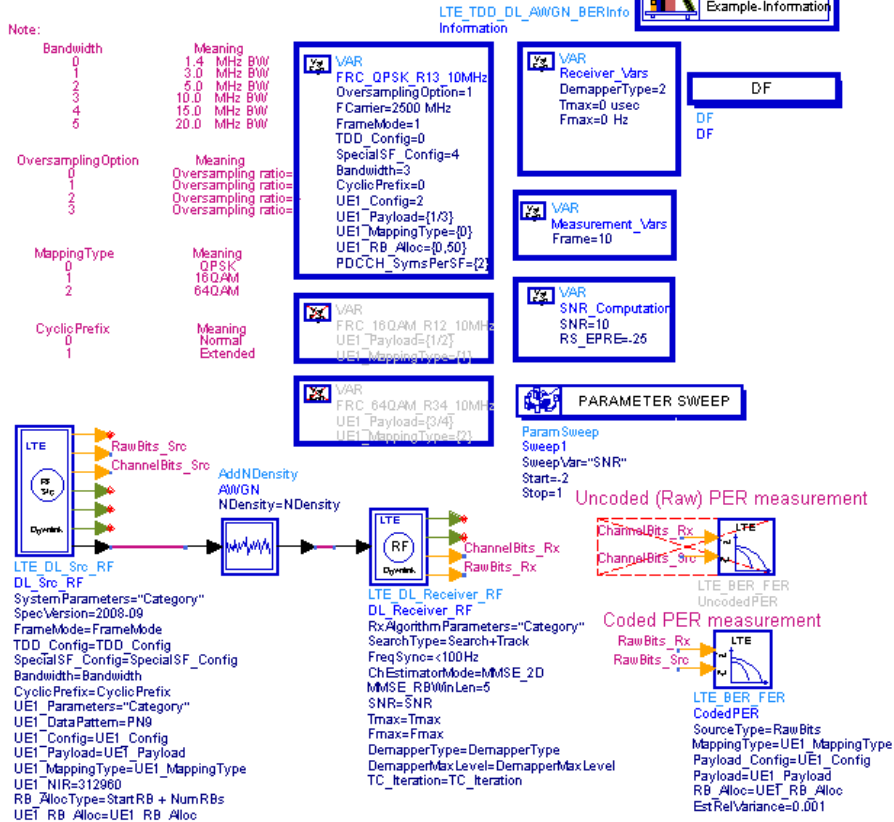 LTE_TDD_DL_AWGN_BERInfo
Information
Example-Information
Note:
Bandwidth Meaning
0 1.4 MHz BW
1 3.0 MHz BW
2 5.0 MHz BW
3 10.0 MHz BW
4 15.0 MHz BW
5 20.0 MHz BW
OversamplingOption Meaning
0 Oversampling ratio=
1 Oversampling ratio=
2 Oversampling ratio=
3 Oversampling ratio=
MappingType Meaning
0 QPSK
1 16QAM
2 64QAM
CyclicPrefix Meaning
0 Normal
1 Extended
VAR
FRC_QPSK_R13_10MHz
OversamplingOption=1
FCarrier=2500 MHz
FrameMode=1
TDD_Config=0
SpecialSF_Config=4
Bandwidth=3
CyclicPrefix=0
UE1_Config=2
UE1_Payload={1/3}
UE1_MappingType={0}
UE1_RB_Alloc={0,50}
PDCCH_SymsPerSF={2}
VAR
FRC_16QAM_R12_10MHz
UE1_Payload={1/2}
UE1_MappingType={1}
VAR
FRC_64QAM_R34_10MHz
UE1_Payload={3/4}
UE1_MappingType={2}
VAR
Receiver_Vars
DemapperType=2
Tmax=0 usec
Fmax=0 Hz
DF
DF
DF
VAR
Measurement_Vars
Frame=10
VAR
SNR_Computation
SNR=10
RS_EPRE=-25
PARAMETER SWEEP
ParamSweep
Sweep1
SweepVar="SNR"
Start=-2
Stop=1
LTE
RF
Src
Downlink
RawBits_Src
ChannelBits_Src
LTE_DL_Src_RF
DL_Src_RF
SystemParameters="Category"
SpecVersion=2008-09
FrameMode=FrameMode
TDD_Config=TDD_Config
SpecialSF_Config=SpecialSF_Config
Bandwidth=Bandwidth
CyclicPrefix=CyclicPrefix
UE1_Parameters="Category"
UE1_DataPattern=PN9
UE1_Config=UE1_Config
UE1_Payload=UE1_Payload
UE1_MappingType=UE1_MappingType
UE1_NIR=312960
RB_AllocType=StartRB + NumRBs
UE1_RB_Alloc=UE1_RB_Alloc
AddNDensity
AWGN
NDensity=NDensity
LTE
RF
Downlink
ChannelBits_Rx
RawBits_Rx
LTE_DL_Receiver_RF
DL_Receiver_RF
RxAlgorithmParameters="Category"
SearchType=Search+Track
FreqSync=<100Hz
ChEstimatorMode=MMSE_2D
MMSE_RBWinLen=5
SNR=SNR
Tmax=Tmax
Fmax=Fmax
DemapperType=DemapperType
DemapperMaxLevel=DemapperMaxLevel
TC_Iteration=TC_Iteration
Uncoded (Raw) PER measurement
ChannelBits_Rx
ChannelBits_Src
LTE
LTE_BER_FER
UncodedPER
Coded PER measurement
RawBits_Rx
RawBits_Src
LTE
LTE_BER_FER
CodedPER
SourceType=RawBits
MappingType=UE1_MappingType
Payload_Config=UE1_Config
Payload=UE1_Payload
RB_Alloc=UE1_RB_Alloc
EstRelVariance=0.001